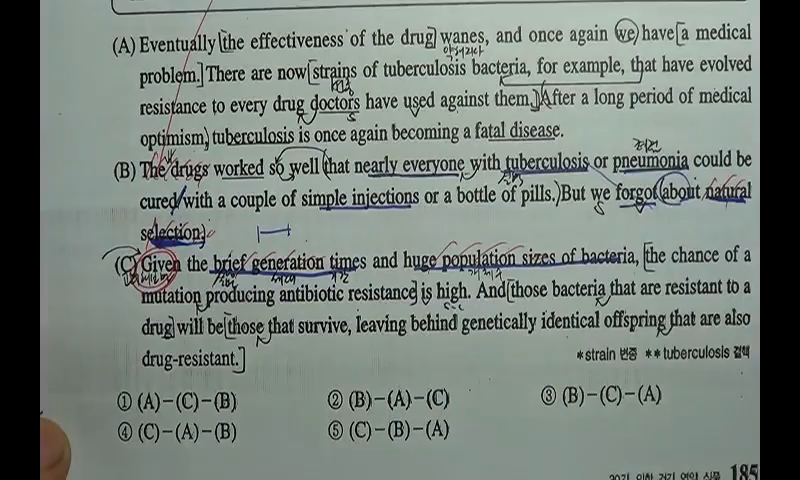 (A) Eventually [the effectiveness of the drug] wanes, and once again we have [a medical
problem.] There are now [strains of tuberculosis bacteria, for example, that have evolved
resistance to every drug doctors have used against them.] After a long period of medical
optimism, tuberculosis is once again becoming a fatal disease.
(B) The drugs worked so well that nearly everyone with tuberculosis or pneumonia could be
cured with a couple of simple injections or a bottle of pills. But we forgot about natural
selection.
(C) Given the brief generation times and huge population sizes of bacteria, [the chance of a
mutation producing antibiotic resistance] is high. And [those bacteria that are resistant to a
drug] will be [those that survive, leaving behind genetically identical offspring that are also
drug-resistant.]
*strain 변종 **tuberculosis 결핵
① (A)-(C)-(B) ② (B)-(A)-(C) ③ (B)-(C)-(A)
④ (C)-(A)-(B) ⑤ (C)-(B)-(A)
185